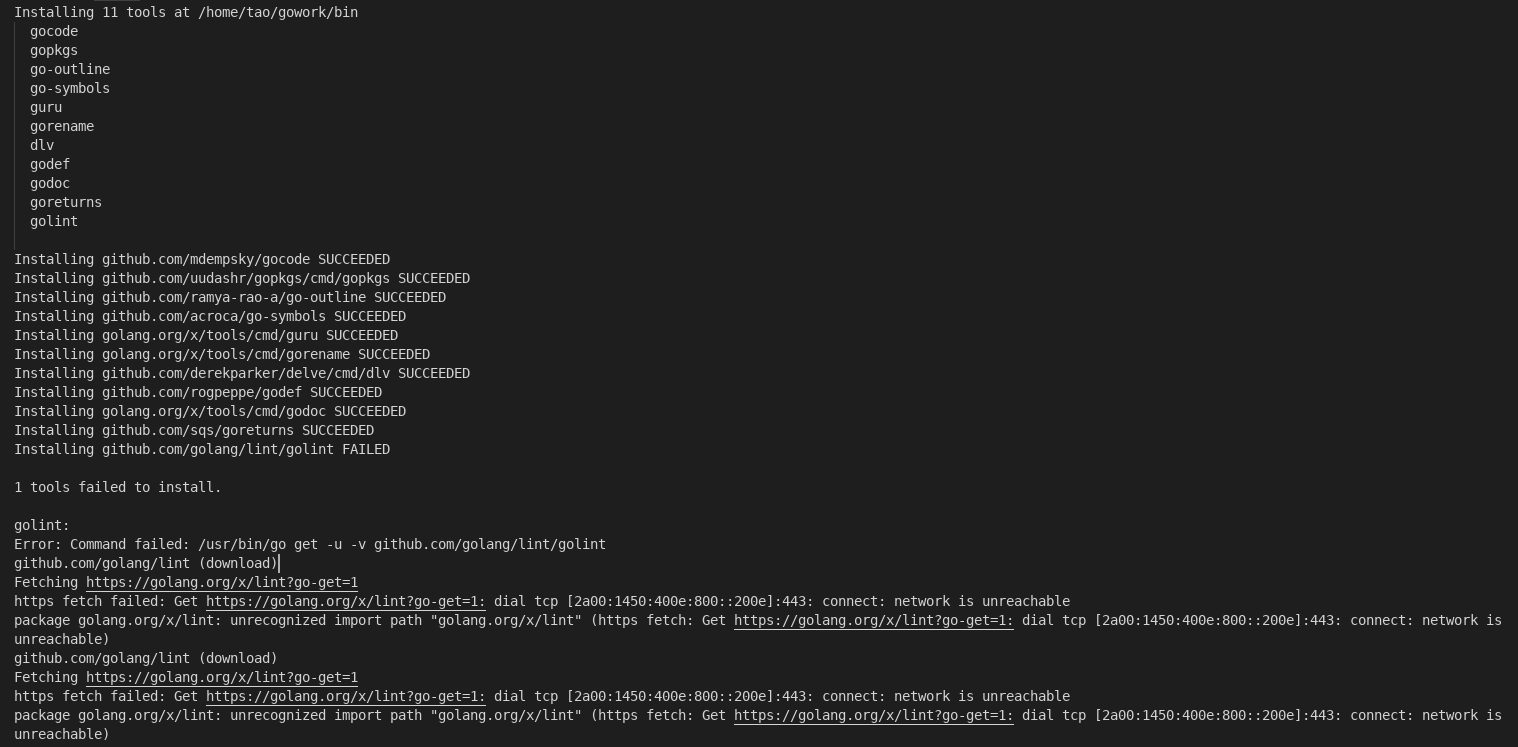 Installing 11 tools at /home/tao/gowork/bin
gocode
gopkgs
go-outline
go-symbols
guru
gorename
dlv
godef
godoc
goreturns
golint
Installing github.com/mdempsky/gocode SUCCEEDED
Installing github.com/uudashr/gopkgs/cmd/gopkgs SUCCEEDED
Installing github.com/ramya-rao-a/go-outline SUCCEEDED
Installing github.com/acroca/go-symbols SUCCEEDED
Installing golang.org/x/tools/cmd/guru SUCCEEDED
Installing golang.org/x/tools/cmd/gorename SUCCEEDED
Installing github.com/derekparker/delve/cmd/dlv SUCCEEDED
Installing github.com/rogpeppe/godef SUCCEEDED
Installing golang.org/x/tools/cmd/godoc SUCCEEDED
Installing github.com/sqs/goreturns SUCCEEDED
Installing github.com/golang/lint/golint FAILED
1 tools failed to install.
golint:
Error: Command failed: /usr/bin/go get -u -v github.com/golang/lint/golint
github.com/golang/lint (download)
Fetching https://golang.org/x/lint?go-get=1
https fetch failed: Get https://golang.org/x/lint?go-get=1: dial tcp [2a00:1450:400e:800::200e]:443: connect: network is unreachable
package golang.org/x/lint: unrecognized import path "golang.org/x/lint" (https fetch: Get https://golang.org/x/lint?go-get=1: dial tcp [2a00:1450:400e:800::200e]:443: connect: network is
unreachable)
github.com/golang/lint (download)
Fetching https://golang.org/x/lint?go-get=1
https fetch failed: Get https://golang.org/x/lint?go-get=1: dial tcp [2a00:1450:400e:800::200e]:443: connect: network is unreachable
package golang.org/x/lint: unrecognized import path "golang.org/x/lint" (https fetch: Get https://golang.org/x/lint?go-get=1: dial tcp [2a00:1450:400e:800::200e]:443: connect: network is
unreachable)